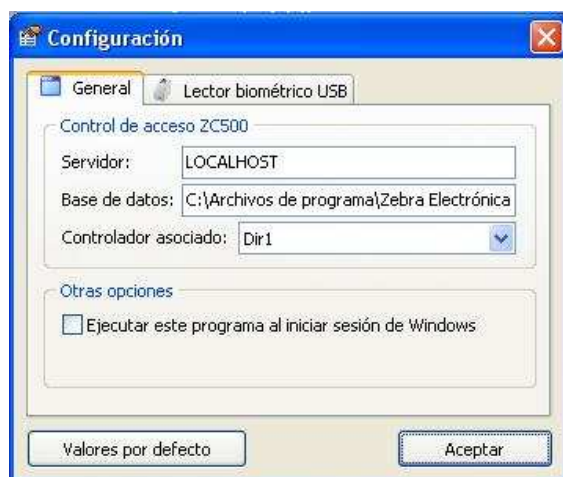 Configuración
General Lector biométrico USB
Control de acceso ZC500
Servidor: LOCALHOST
Base de datos: C:\Archivos de programa\Zebra Electrónica
Controlador asociado: Dir1
Otras opciones
Ejecutar este programa al iniciar sesión de Windows
Valores por defecto Aceptar